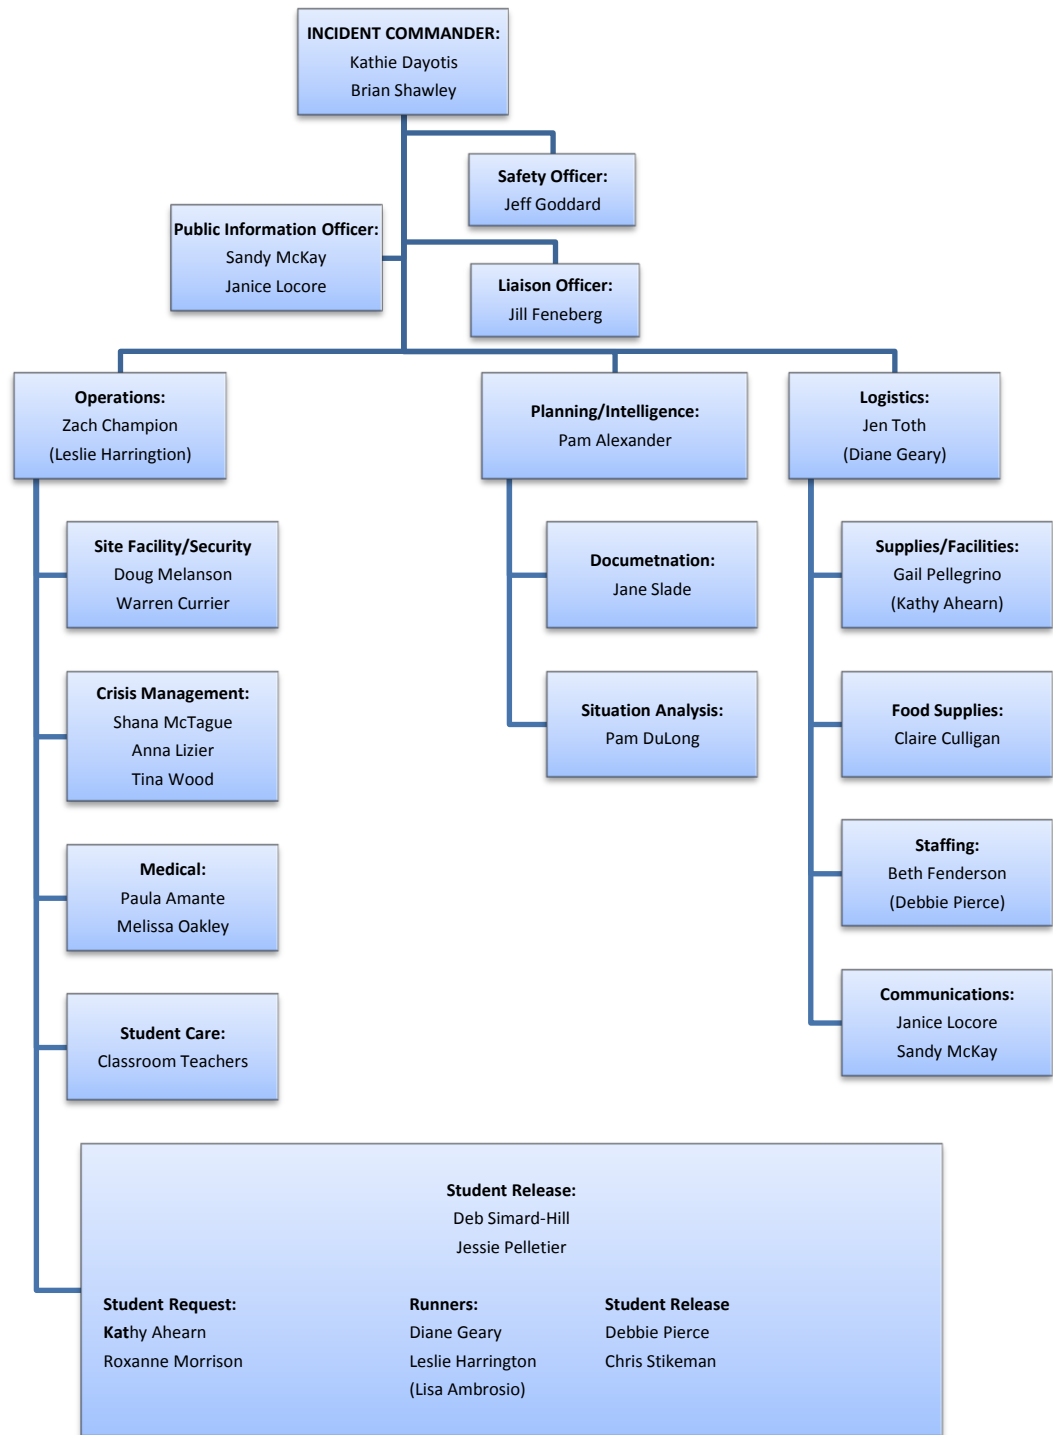 INCIDENT COMMANDER:
Kathie Dayotis
Brian Shawley
Safety Officer:
Jeff Goddard
Public Information Officer:
Sandy McKay
Janice Locore
Liaison Officer:
Jill Feneberg
Operations:
Zach Champion
(Leslie Harringtion)
Planning/Intelligence:
Pam Alexander
Logistics:
Jen Toth
(Diane Geary)
Site Facility/Security
Doug Melanson
Warren Currier
Documetnation:
Jane Slade
Supplies/Facilities:
Gail Pellegrino
(Kathy Ahearn)
Crisis Management:
Shana McTague
Anna Lizier
Tina Wood
Situation Analysis:
Pam DuLong
Food Supplies:
Claire Culligan
Medical:
Paula Amante
Melissa Oakley
Staffing:
Beth Fenderson
(Debbie Pierce)
Student Care:
Classroom Teachers
Communications:
Janice Locore
Sandy McKay
Student Release:
Deb Simard-Hill
Jessie Pelletier
Student Request:
Kathy Ahearn
Roxanne Morrison
Runners:
Diane Geary
Leslie Harrington
(Lisa Ambrosio)
Student Release
Debbie Pierce
Chris Stikeman